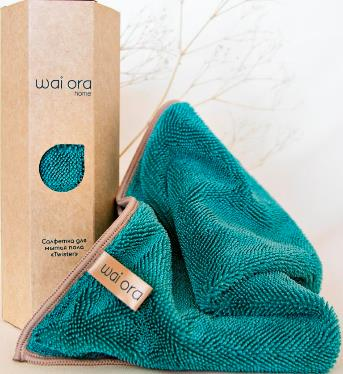 wai ora
home
Салфетка для
мытья пола
«Twister»
wai ora